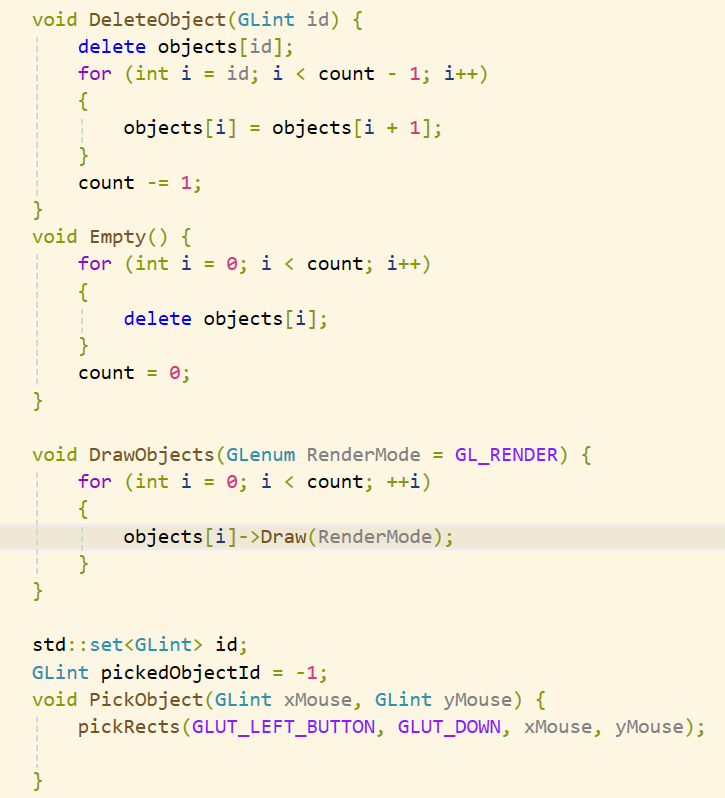 void DeleteObject(GLint id) {
    delete objects[id];
    for (int i = id; i < count - 1; i++)
    {
        objects[i] = objects[i + 1];
    }
    count -= 1;
}
void Empty() {
    for (int i = 0; i < count; i++)
    {
        delete objects[i];
    }
    count = 0;
}

void DrawObjects(GLenum RenderMode = GL_RENDER) {
    for (int i = 0; i < count; ++i)
    {
        objects[i]->Draw(RenderMode);
    }
}

std::set<GLint> id;
GLint pickedObjectId = -1;
void PickObject(GLint xMouse, GLint yMouse) {
    pickRects(GLUT_LEFT_BUTTON, GLUT_DOWN, xMouse, yMouse);

}